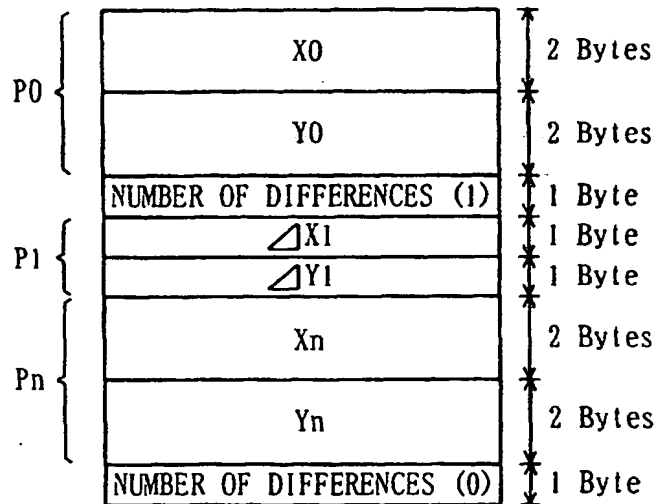 X0
2 Bytes
P0
Y0
2 Bytes
NUMBER OF DIFFERENCES (1)
1 Byte
⊿X1
1 Byte
P1
⊿Y1
1 Byte
Xn
2 Bytes
Pn
Yn
2 Bytes
NUMBER OF DIFFERENCES (0)
1 Byte